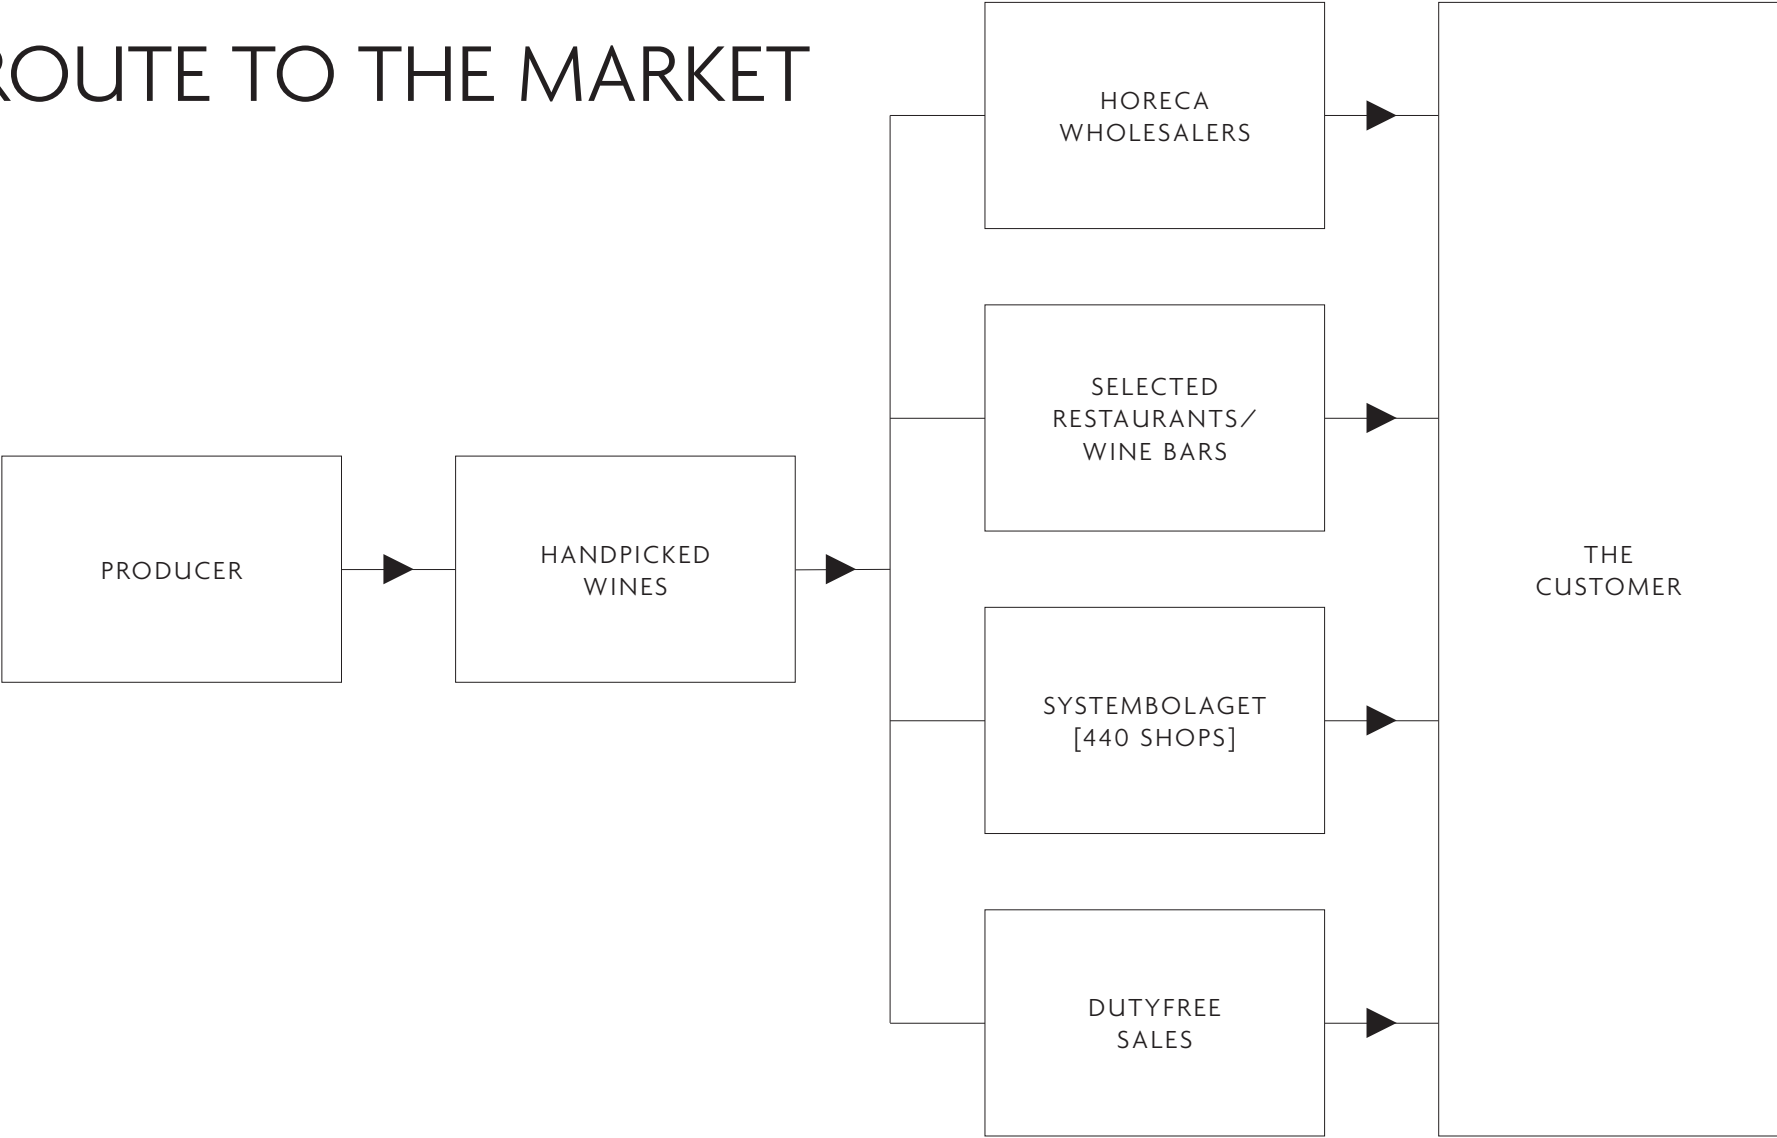 ROUTE TO THE MARKET
HORECA
WHOLESALERS
SELECTED
RESTAURANTS/
WINE BARS
PRODUCER
HANDPICKED
WINES
THE
CUSTOMER
SYSTEMBOLAGET
[440 SHOPS]
DUTYFREE
SALES